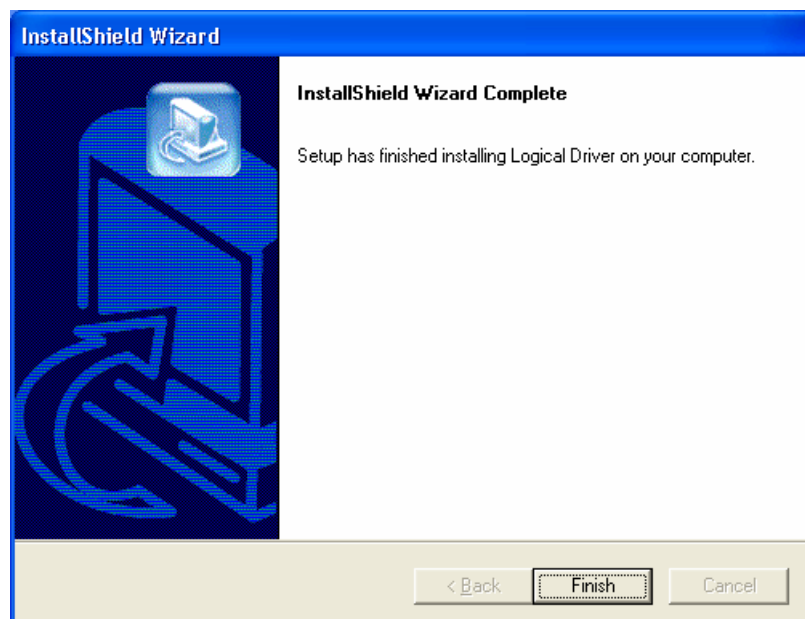 InstallShield Wizard
InstallShield Wizard Complete
Setup has finished installing Logical Driver on your computer.
< Back Finish Cancel